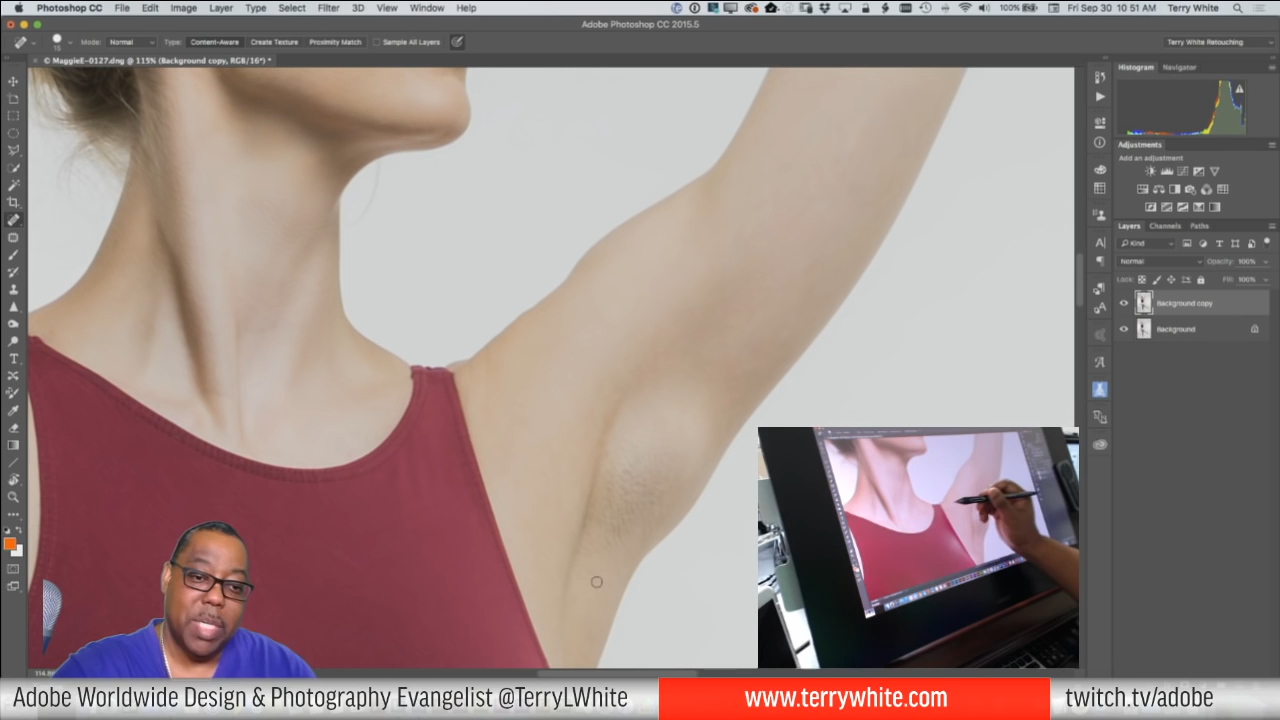 Photoshop CC File Edit Image Layer Type Select Filter 3D View Window Help
100% Fri Sep 30 10:51 AM Terry White
Adobe Photoshop CC 2015.5
15 Mode: Normal Type: Content-Aware Create Texture Proximity Match Sample All Layers Terry White Retouching
© MaggieE-0127.dng @ 115% (Background copy, RGB/16*) *
Histogram Navigator
Adjustments
Add an adjustment
Layers Channels Paths
Kind
Normal Opacity: 100%
Lock: Fill: 100%
Background copy
Background
Adobe Worldwide Design & Photography Evangelist @TerryLWhite
www.terrywhite.com
twitch.tv/adobe